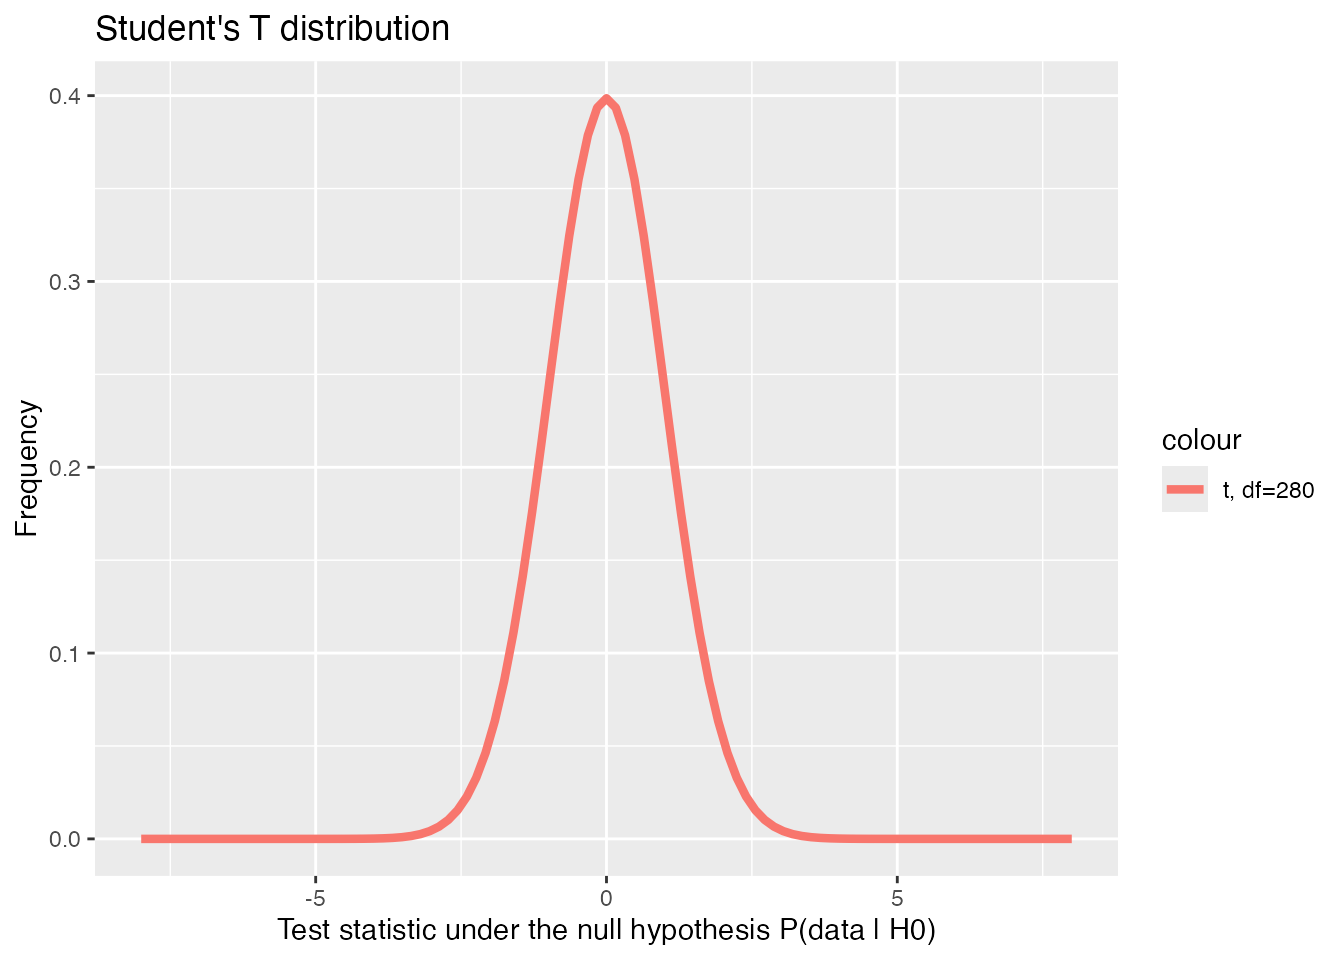 Student's T distribution
0.4
0.3
0.2
0.1
0.0
Frequency
-5
0
5
Test statistic under the null hypothesis P(data | H0)
colour
t, df=280